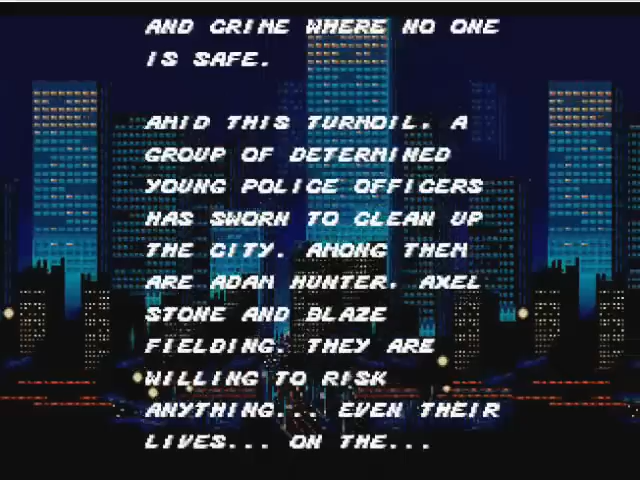 AND CRIME WHERE NO ONE
IS SAFE.
AMID THIS TURMOIL, A
GROUP OF DETERMINED
YOUNG POLICE OFFICERS
HAS SWORN TO CLEAN UP
THE CITY. AMONG THEM
ARE ADAM HUNTER, AXEL
STONE AND BLAZE
FIELDING. THEY ARE
WILLING TO RISK
ANYTHING... EVEN THEIR
LIVES... ON THE...